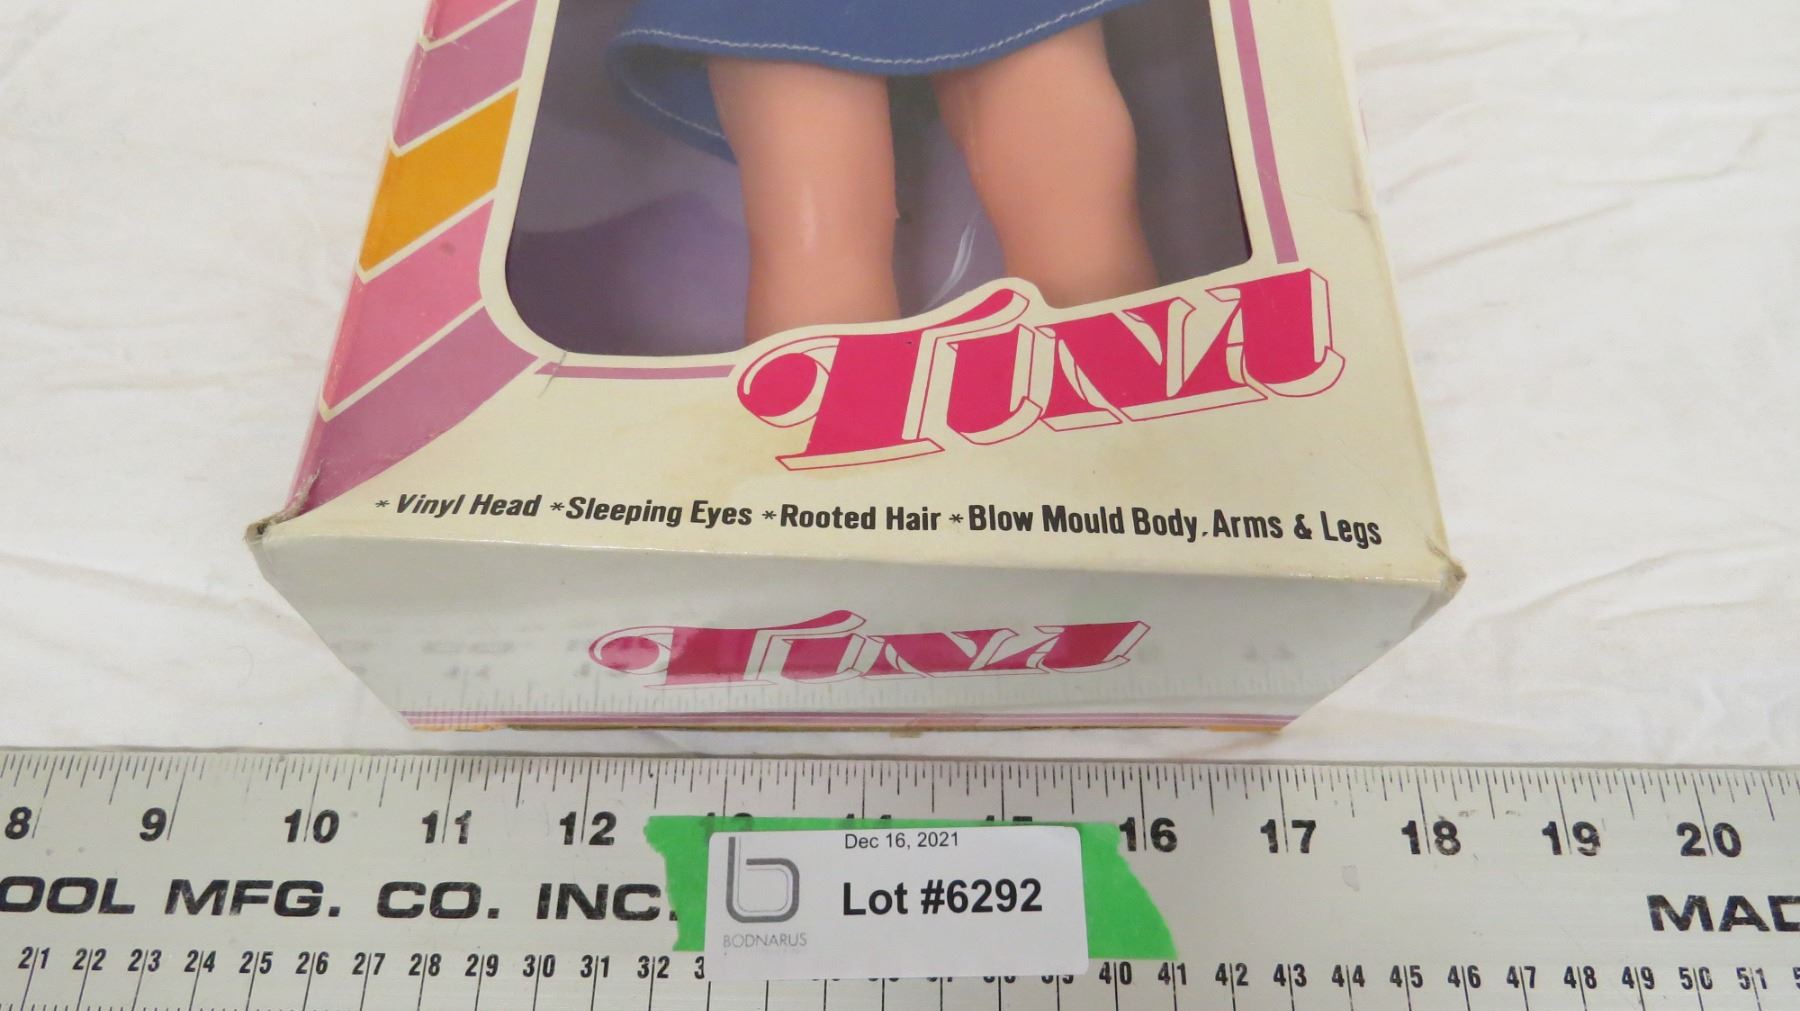 TINA
* Vinyl Head * Sleeping Eyes * Rooted Hair * Blow Mould Body, Arms & Legs
TINA
8 9 10 11 12 16 17 18 19 20
Dec 16, 2021
Lot #6292
BODNARUS
OOL MFG. CO. INC. MAD
21 22 23 24 25 26 27 28 29 30 31 32 40 41 42 43 44 45 46 47 48 49 50 51